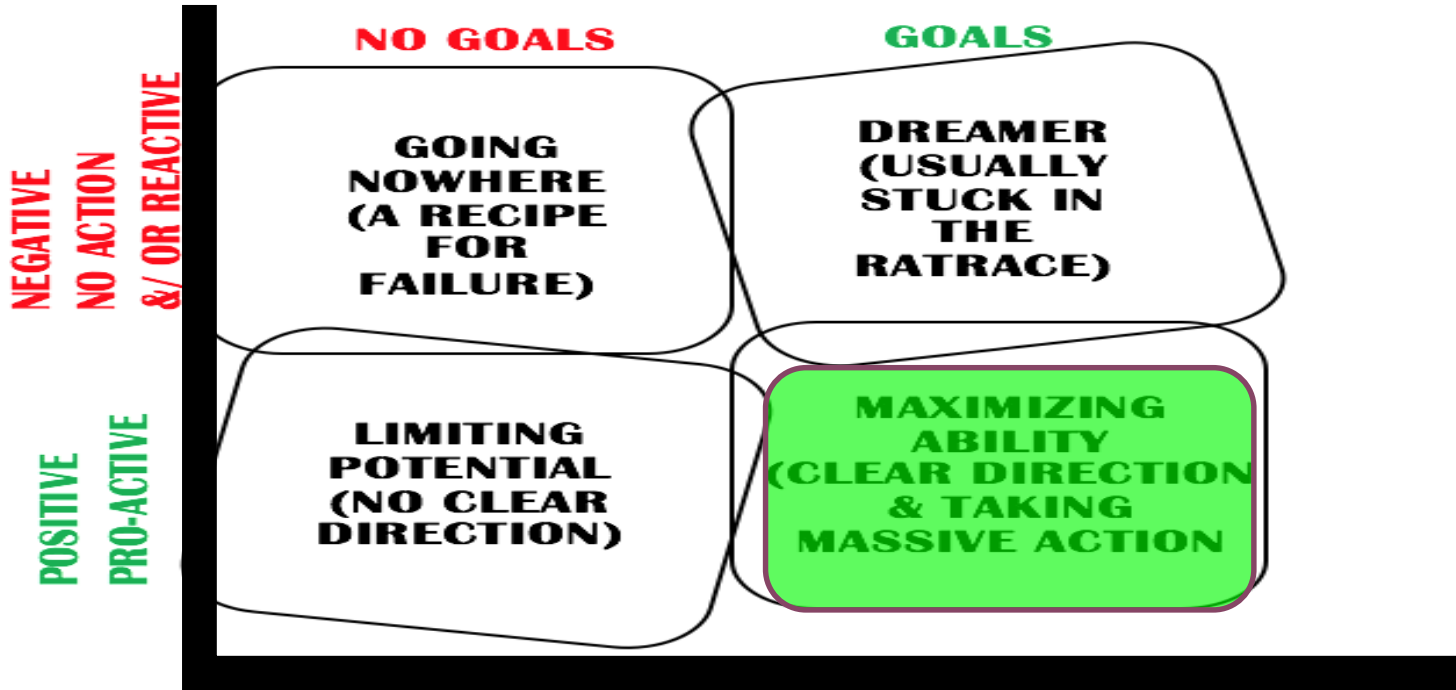 NO GOALS
GOALS
NEGATIVE
NO ACTION
&/ OR REACTIVE
GOING
NOWHERE
(A RECIPE
FOR
FAILURE)
DREAMER
(USUALLY
STUCK IN
THE
RATRACE)
POSITIVE
PRO-ACTIVE
LIMITING
POTENTIAL
(NO CLEAR
DIRECTION)
MAXIMIZING
ABILITY
(CLEAR DIRECTION
& TAKING
MASSIVE ACTION